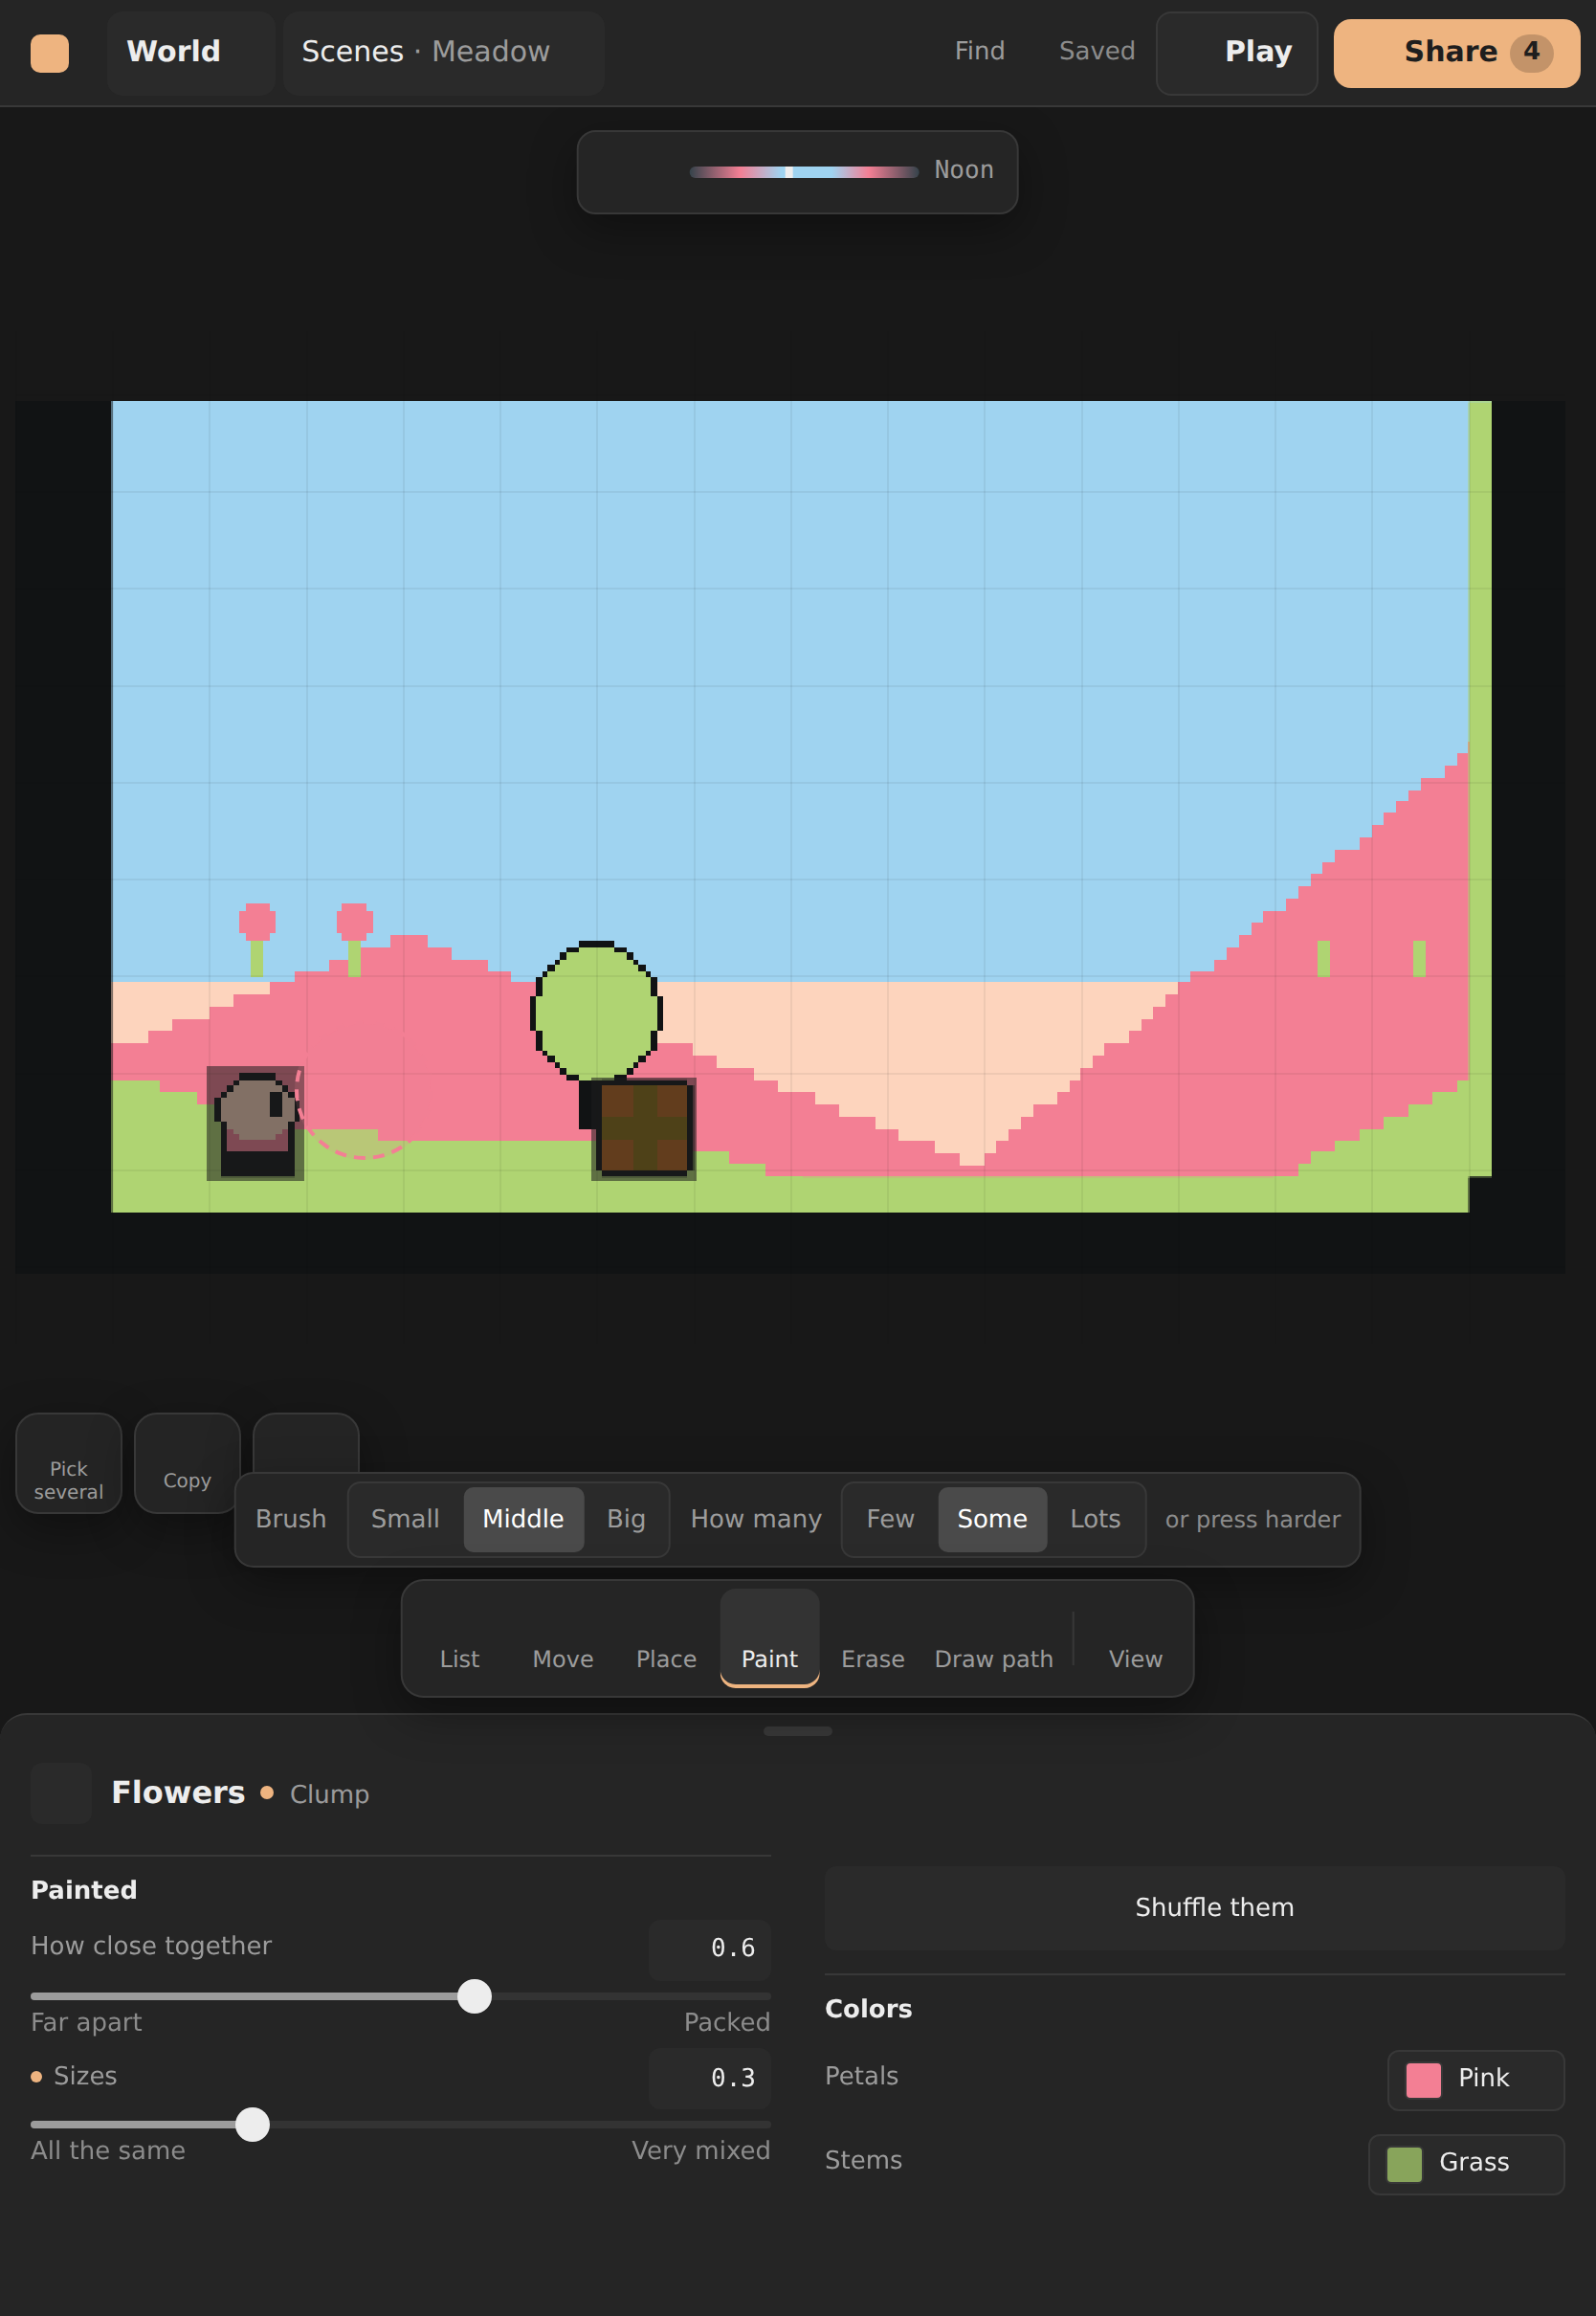 World
Scenes · Meadow
Find
Saved
Play
Share 4
Noon
Pick
several
Copy
Brush
Small
Middle
Big
How many
Few
Some
Lots
or press harder
List
Move
Place
Paint
Erase
Draw path
View
Flowers
Clump
Painted
How close together
0.6
Far apart
Packed
Sizes
0.3
All the same
Very mixed
Shuffle them
Colors
Petals
Pink
Stems
Grass